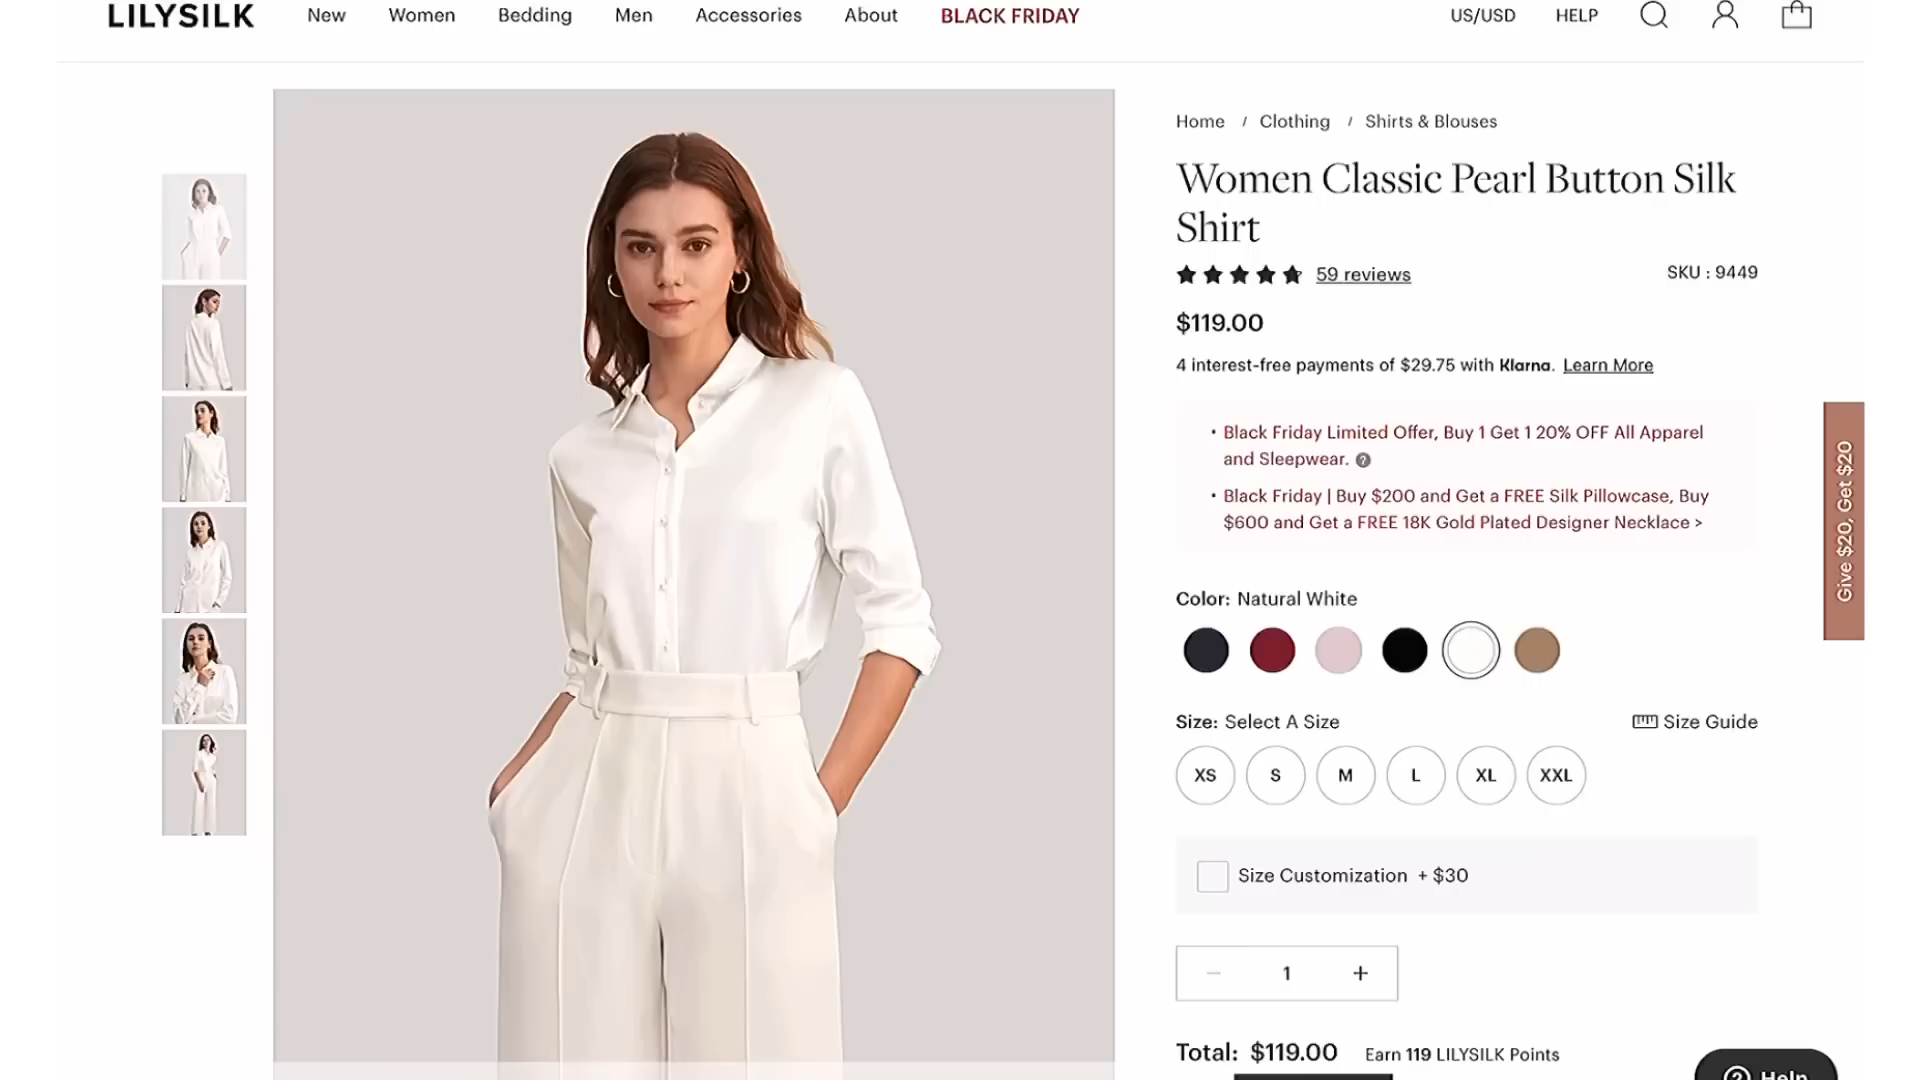 LILYSILK New Women Bedding Men Accessories About BLACK FRIDAY US/USD HELP
Home / Clothing / Shirts & Blouses
Women Classic Pearl Button Silk
Shirt
59 reviews SKU : 9449
$119.00
4 interest-free payments of $29.75 with Klarna. Learn More
• Black Friday Limited Offer, Buy 1 Get 1 20% OFF All Apparel
and Sleepwear. ?
• Black Friday | Buy $200 and Get a FREE Silk Pillowcase, Buy
$600 and Get a FREE 18K Gold Plated Designer Necklace >
Give $20, Get $20
Color: Natural White
Size: Select A Size Size Guide
XS S M L XL XXL
Size Customization + $30
− 1 +
Total: $119.00 Earn 119 LILYSILK Points
? Help